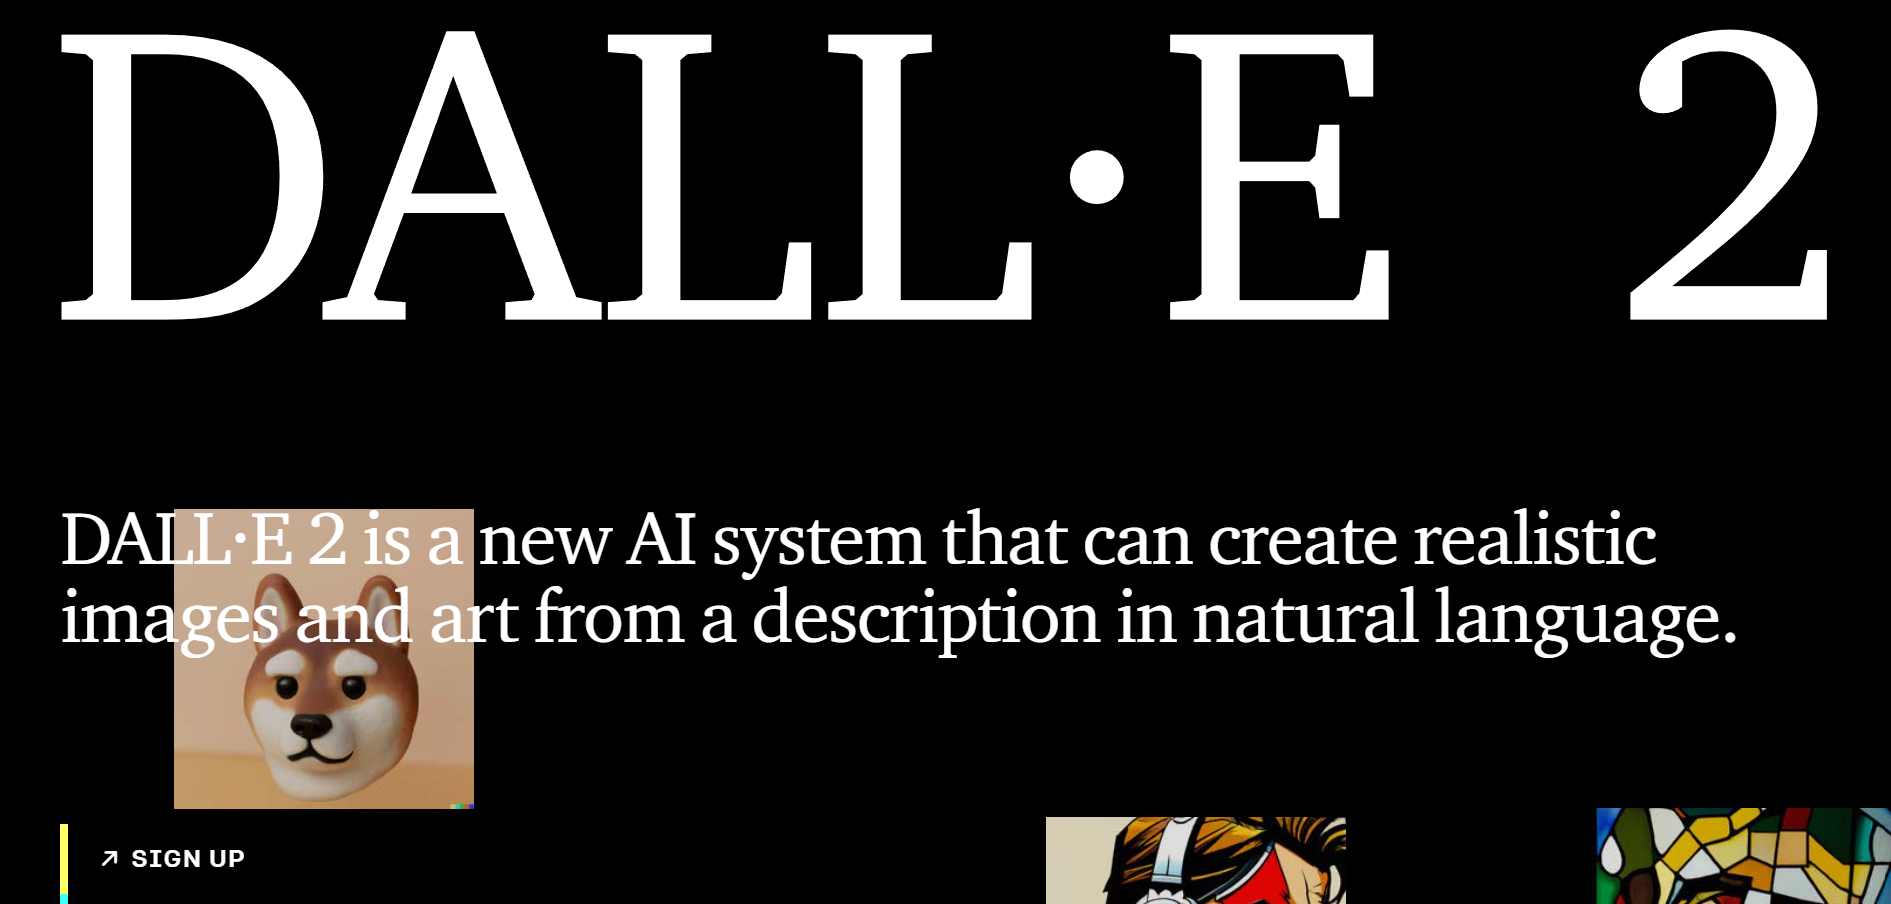 DALL·E 2
DALL·E 2 is a new AI system that can create realistic
images and art from a description in natural language.
↗ SIGN UP